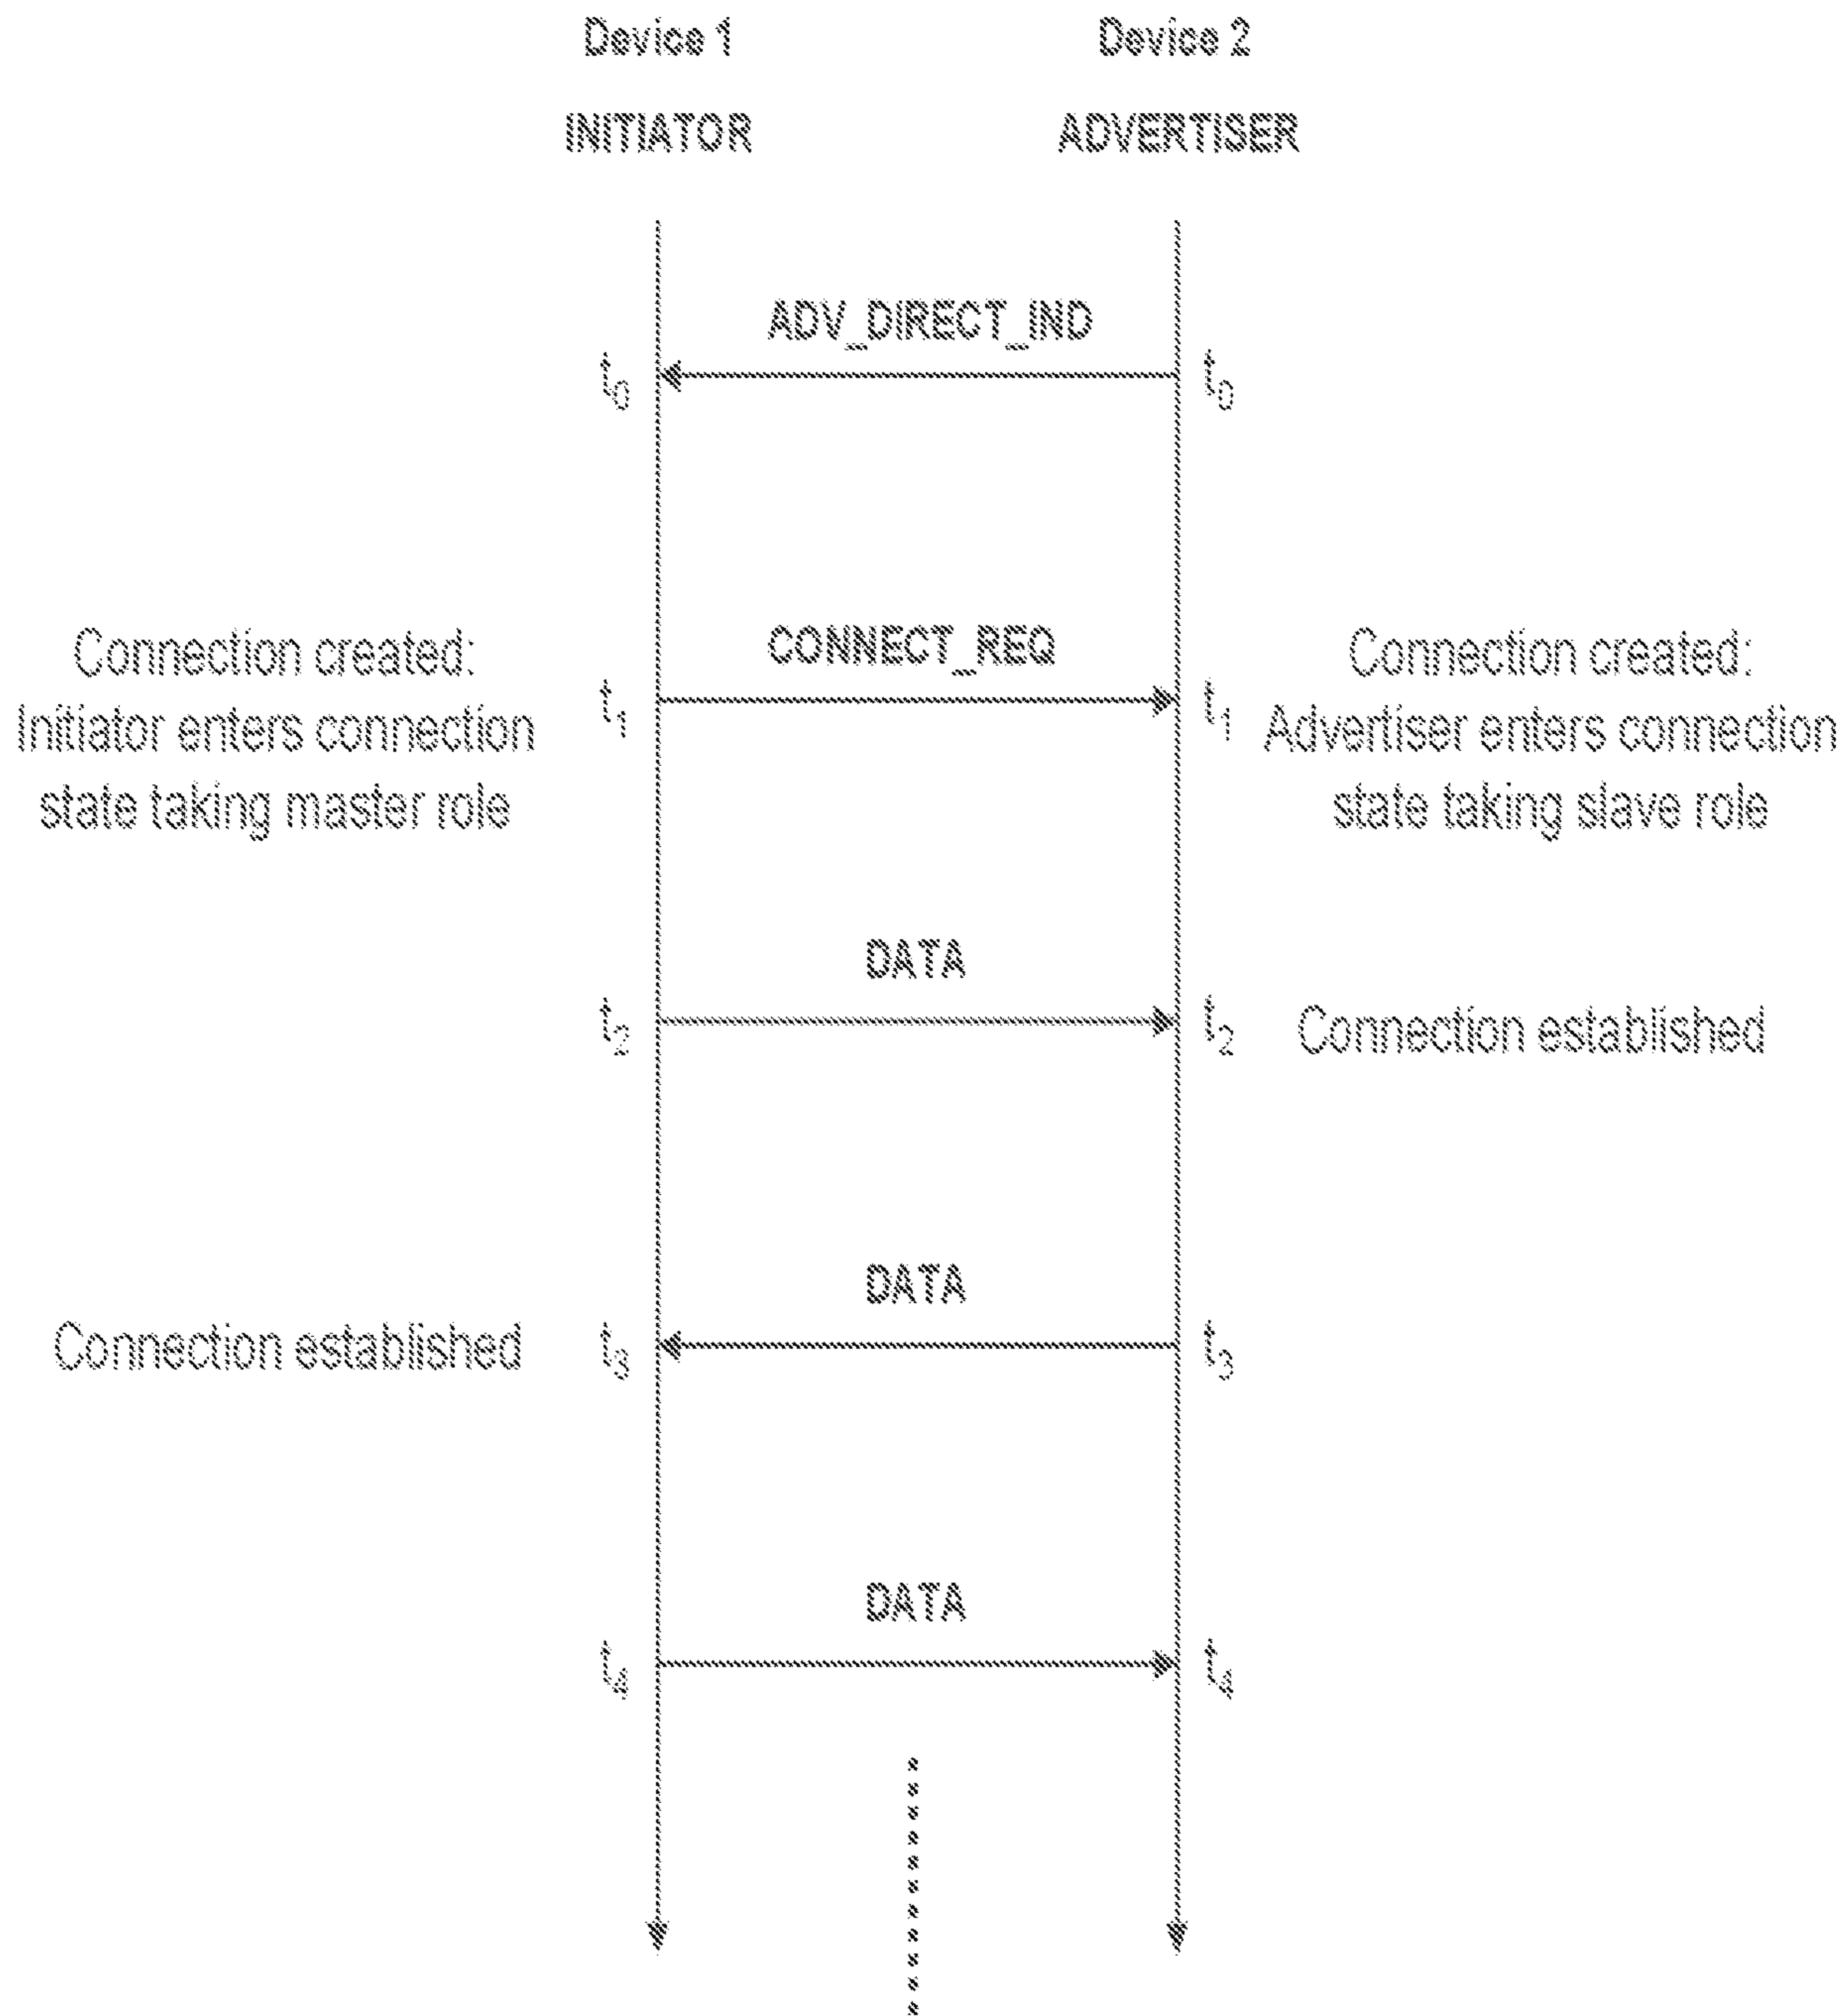 Device 1
Device 2
INITIATOR
ADVERTISER
ADV_DIRECT_IND
t0
t0
CONNECT_REQ
Connection created:
Initiator enters connection
state taking master role
t1
t1
Connection created:
Advertiser enters connection
state taking slave role
DATA
t2
t2
Connection established
DATA
Connection established
t3
t3
DATA
t4
t4